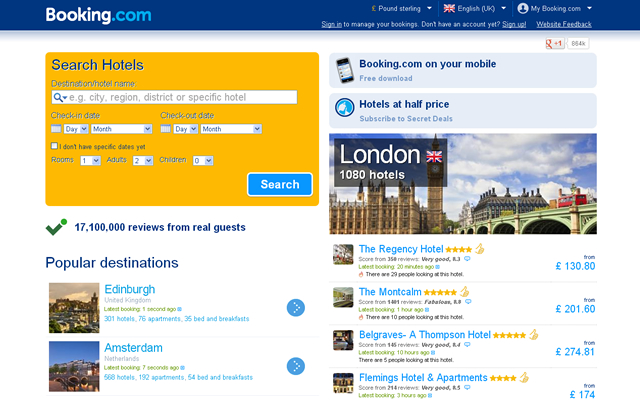 Booking.com
£ Pound sterling
English (UK)
My Booking.com
Sign in to manage your bookings. Don't have an account yet? Sign up!
Website Feedback
+1
864k
Search Hotels
Destination/hotel name:
e.g. city, region, district or specific hotel
Check-in date
Check-out date
Day
Month
Day
Month
I don't have specific dates yet
Rooms 1 Adults 2 Children 0
Search
17,100,000 reviews from real guests
Popular destinations
Edinburgh
United Kingdom
Latest booking: 1 second ago
301 hotels, 76 apartments, 35 bed and breakfasts
Amsterdam
Netherlands
Latest booking: 7 seconds ago
568 hotels, 192 apartments, 54 bed and breakfasts
Booking.com on your mobile
Free download
Hotels at half price
Subscribe to Secret Deals
London
1080 hotels
The Regency Hotel
Score from 350 reviews: Very good, 8.3
Latest booking: 20 minutes ago
There are 29 people looking at this hotel.
from
£ 130.80
The Montcalm
Score from 1401 reviews: Fabulous, 8.9
Latest booking: 1 hour ago
There are 10 people looking at this hotel.
from
£ 201.60
Belgraves- A Thompson Hotel
Score from 145 reviews: Very good, 8.4
Latest booking: 10 hours ago
There are 5 people looking at this hotel.
from
£ 274.81
Flemings Hotel & Apartments
Score from 214 reviews: Very good, 8.5
Latest booking: 3 hours ago
from
£ 174